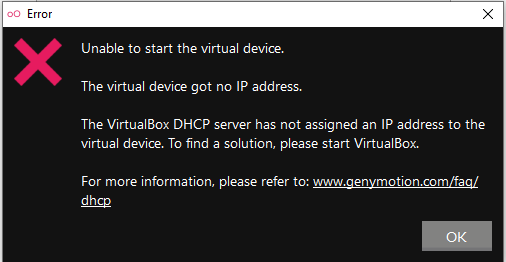 Error
Unable to start the virtual device.
The virtual device got no IP address.
The VirtualBox DHCP server has not assigned an IP address to the
virtual device. To find a solution, please start VirtualBox.
For more information, please refer to: www.genymotion.com/faq/
dhcp
OK